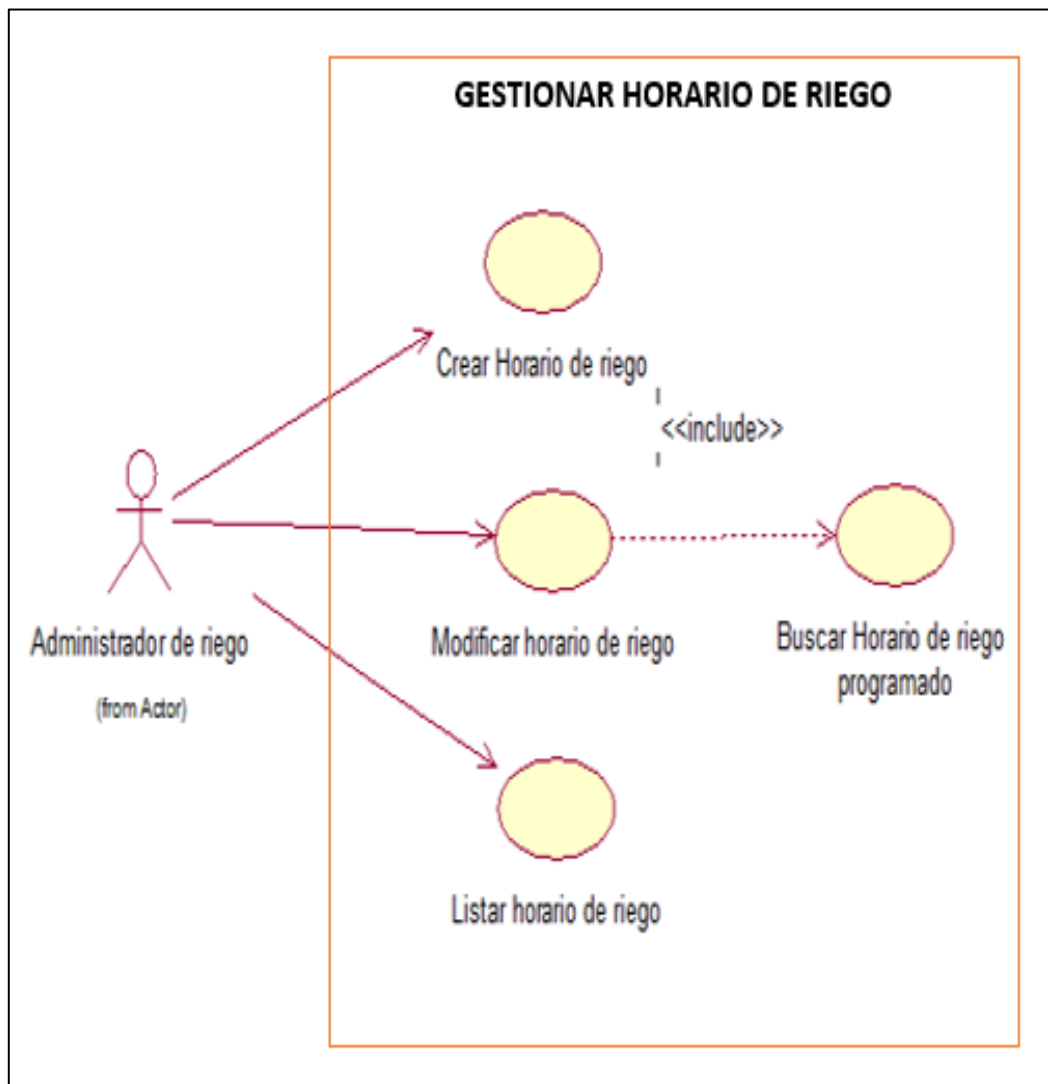 GESTIONAR HORARIO DE RIEGO
Crear Horario de riego
<<include>>
Administrador de riego
(from Actor)
Modificar horario de riego
Buscar Horario de riego
programado
Listar horario de riego